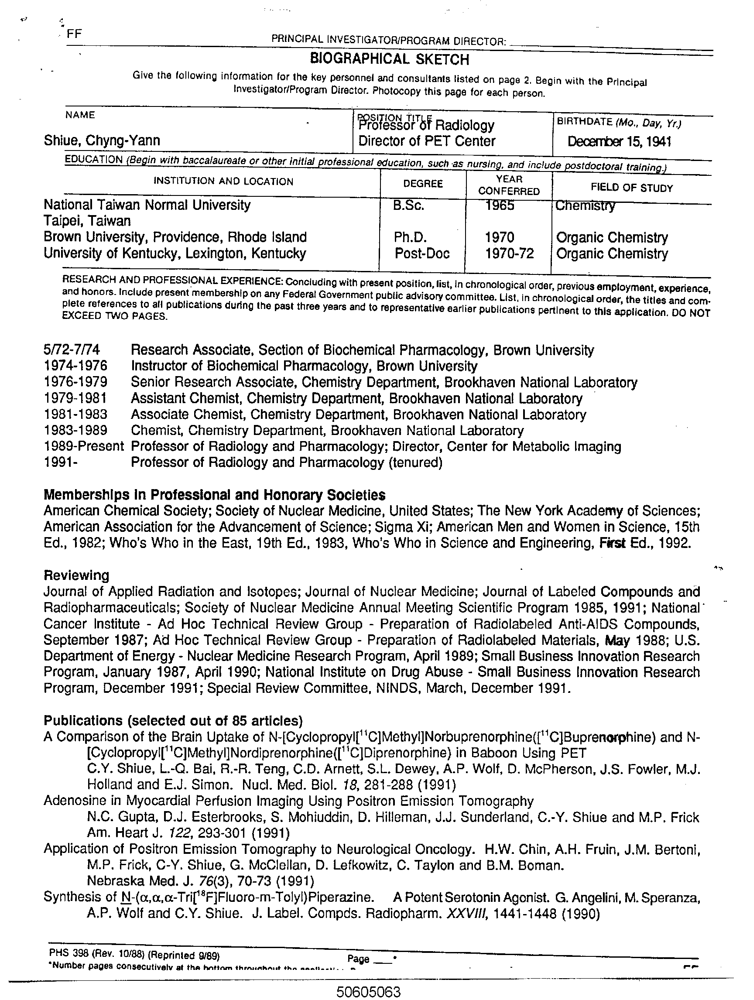 FF
PRINCIPAL INVESTIGATOR/PROGRAM DIRECTOR:
BIOGRAPHICAL SKETCH
Give the following information for the key personnel and consultants listed on page 2. Begin with the Principal
Investigator/Program Director. Photocopy this page for each person.
NAME
POSITION TITLE
BIRTHDATE (Mo., Day, Yr.)
Professor of Radiology
Shiue, Chyng-Yann
Director of PET Center
December 15, 1941
EDUCATION (Begin with baccalaureate or other initial professional education, such as nursing, and include postdoctoral training.)
INSTITUTION AND LOCATION
DEGREE
YEAR CONFERRED
FIELD OF STUDY
National Taiwan Normal University B.Sc. 1965 Chemistry
Taipei, Taiwan
Brown University, Providence, Rhode Island Ph.D. 1970 Organic Chemistry
University of Kentucky, Lexington, Kentucky Post-Doc 1970-72 Organic Chemistry
RESEARCH AND PROFESSIONAL EXPERIENCE: Concluding with present position, list, in chronological order, previous employment, experience,
and honors. Include present membership on any Federal Government public advisory committee. List, in chronological order, the titles and com-
plete references to all publications during the past three years and to representative earlier publications pertinent to this application. DO NOT
EXCEED TWO PAGES.
5/72-7/74 Research Associate, Section of Biochemical Pharmacology, Brown University
1974-1976 Instructor of Biochemical Pharmacology, Brown University
1976-1979 Senior Research Associate, Chemistry Department, Brookhaven National Laboratory
1979-1981 Assistant Chemist, Chemistry Department, Brookhaven National Laboratory
1981-1983 Associate Chemist, Chemistry Department, Brookhaven National Laboratory
1983-1989 Chemist, Chemistry Department, Brookhaven National Laboratory
1989-Present Professor of Radiology and Pharmacology; Director, Center for Metabolic Imaging
1991- Professor of Radiology and Pharmacology (tenured)
Memberships in Professional and Honorary Societies
American Chemical Society; Society of Nuclear Medicine, United States; The New York Academy of Sciences;
American Association for the Advancement of Science; Sigma Xi; American Men and Women in Science, 15th
Ed., 1982; Who's Who in the East, 19th Ed., 1983, Who's Who in Science and Engineering, First Ed., 1992.
Reviewing
Journal of Applied Radiation and Isotopes; Journal of Nuclear Medicine; Journal of Labeled Compounds and
Radiopharmaceuticals; Society of Nuclear Medicine Annual Meeting Scientific Program 1985, 1991; National
Cancer Institute - Ad Hoc Technical Review Group - Preparation of Radiolabeled Anti-AIDS Compounds,
September 1987; Ad Hoc Technical Review Group - Preparation of Radiolabeled Materials, May 1988; U.S.
Department of Energy - Nuclear Medicine Research Program, April 1989; Small Business Innovation Research
Program, January 1987, April 1990; National Institute on Drug Abuse - Small Business Innovation Research
Program, December 1991; Special Review Committee, NINDS, March, December 1991.
Publications (selected out of 85 articles)
A Comparison of the Brain Uptake of N-[Cyclopropyl[¹¹C]Methyl]Norbuprenorphine([¹¹C]Buprenorphine) and N-
[Cyclopropyl[¹¹C]Methyl]Nordiprenorphine([¹¹C]Diprenorphine) in Baboon Using PET
C.Y. Shiue, L.-Q. Bai, R.-R. Teng, C.D. Arnett, S.L. Dewey, A.P. Wolf, D. McPherson, J.S. Fowler, M.J.
Holland and E.J. Simon. Nucl. Med. Biol. 18, 281-288 (1991)
Adenosine in Myocardial Perfusion Imaging Using Positron Emission Tomography
N.C. Gupta, D.J. Esterbrooks, S. Mohiuddin, D. Hilleman, J.J. Sunderland, C.-Y. Shiue and M.P. Frick
Am. Heart J. 122, 293-301 (1991)
Application of Positron Emission Tomography to Neurological Oncology. H.W. Chin, A.H. Fruin, J.M. Bertoni,
M.P. Frick, C-Y. Shiue, G. McClellan, D. Lefkowitz, C. Taylon and B.M. Boman.
Nebraska Med. J. 76(3), 70-73 (1991)
Synthesis of N-(α,α,α-Tri[¹⁸F]Fluoro-m-Tolyl)Piperazine. A Potent Serotonin Agonist. G. Angelini, M. Speranza,
A.P. Wolf and C.Y. Shiue. J. Label. Compds. Radiopharm. XXVIII, 1441-1448 (1990)
PHS 398 (Rev. 10/88) (Reprinted 9/89)
Page ___*
*Number pages consecutively at the bottom throughout the
50605063